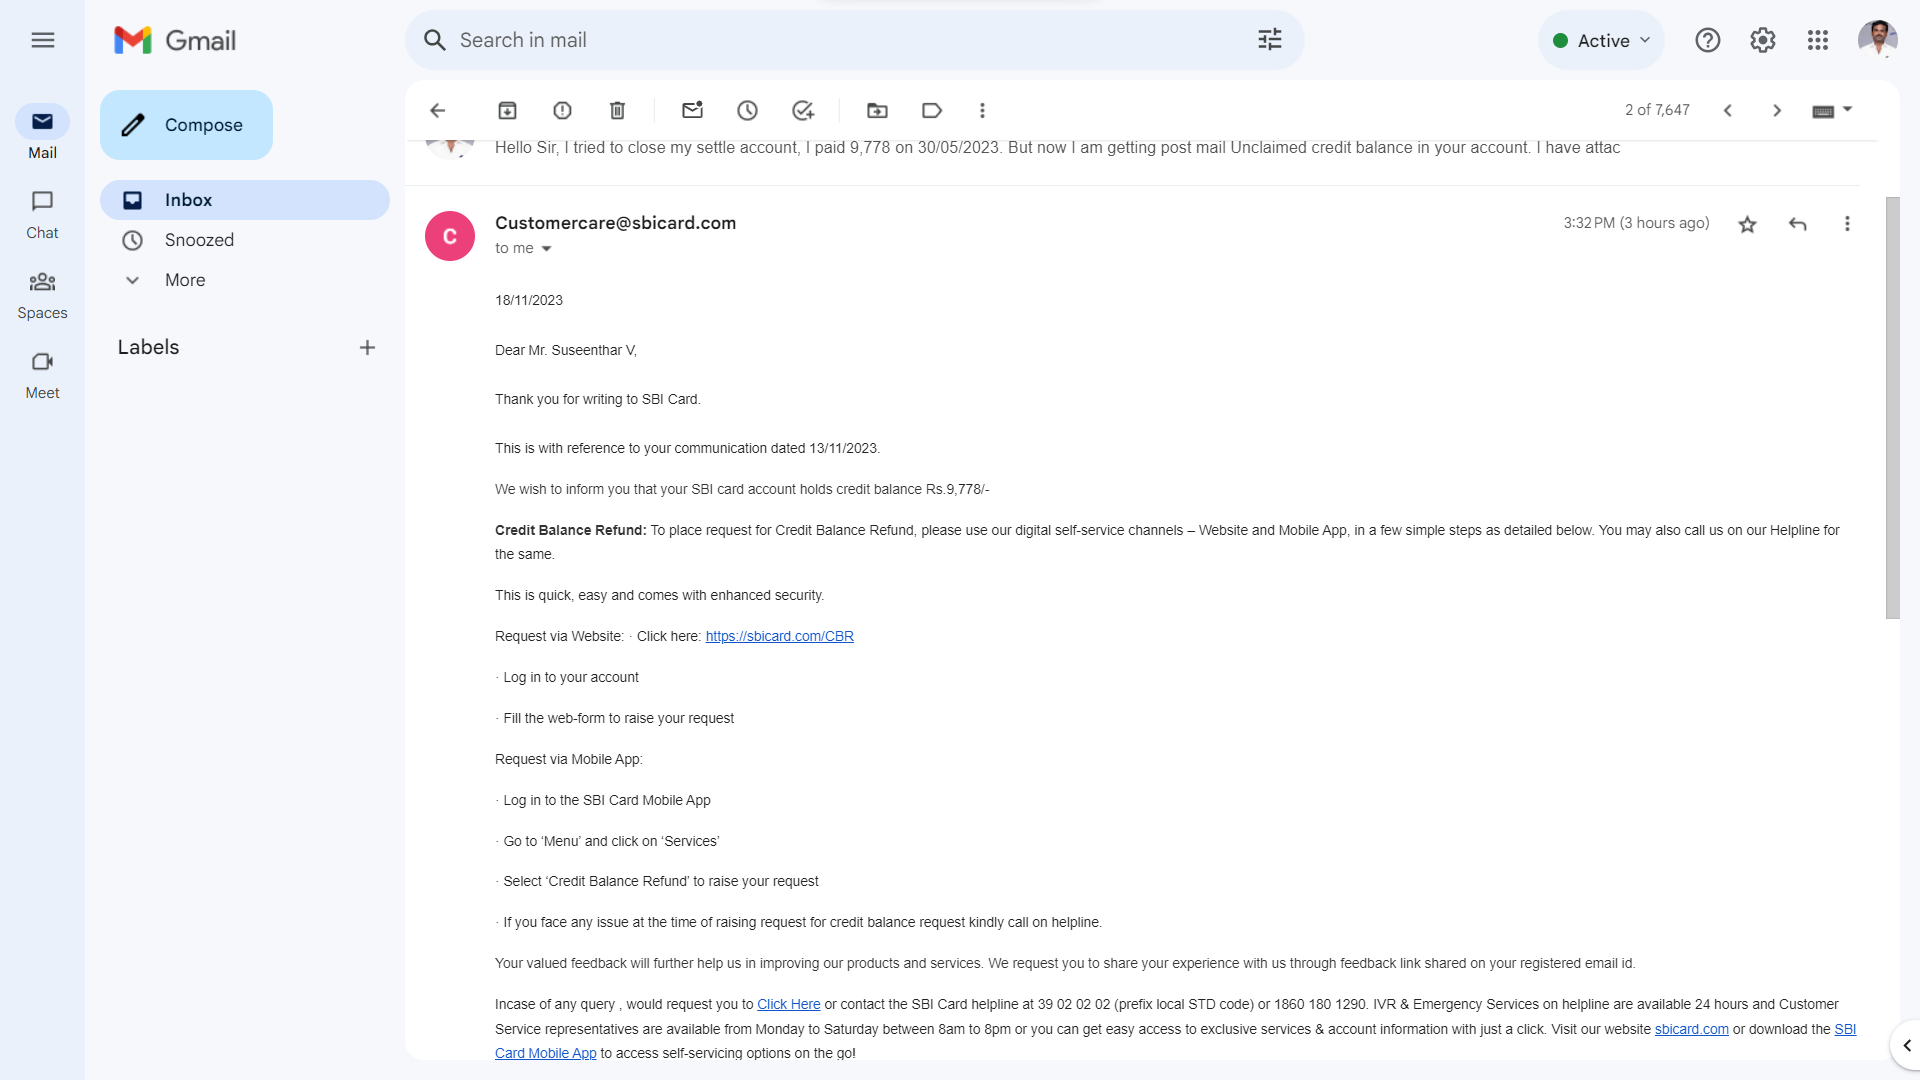 Gmail
Search in mail
Active
Compose
2 of 7,647
Mail
Chat
Spaces
Meet
Inbox
Snoozed
More
Labels
Hello Sir, I tried to close my settle account, I paid 9,778 on 30/05/2023. But now I am getting post mail Unclaimed credit balance in your account. I have attac
C
Customercare@sbicard.com
3:32 PM (3 hours ago)
to me
18/11/2023
Dear Mr. Suseenthar V,
Thank you for writing to SBI Card.
This is with reference to your communication dated 13/11/2023.
We wish to inform you that your SBI card account holds credit balance Rs.9,778/-
Credit Balance Refund: To place request for Credit Balance Refund, please use our digital self-service channels – Website and Mobile App, in a few simple steps as detailed below. You may also call us on our Helpline for
the same.
This is quick, easy and comes with enhanced security.
Request via Website: · Click here: https://sbicard.com/CBR
· Log in to your account
· Fill the web-form to raise your request
Request via Mobile App:
· Log in to the SBI Card Mobile App
· Go to ‘Menu’ and click on ‘Services’
· Select ‘Credit Balance Refund’ to raise your request
· If you face any issue at the time of raising request for credit balance request kindly call on helpline.
Your valued feedback will further help us in improving our products and services. We request you to share your experience with us through feedback link shared on your registered email id.
Incase of any query , would request you to Click Here or contact the SBI Card helpline at 39 02 02 02 (prefix local STD code) or 1860 180 1290. IVR & Emergency Services on helpline are available 24 hours and Customer
Service representatives are available from Monday to Saturday between 8am to 8pm or you can get easy access to exclusive services & account information with just a click. Visit our website sbicard.com or download the SBI
Card Mobile App to access self-servicing options on the go!